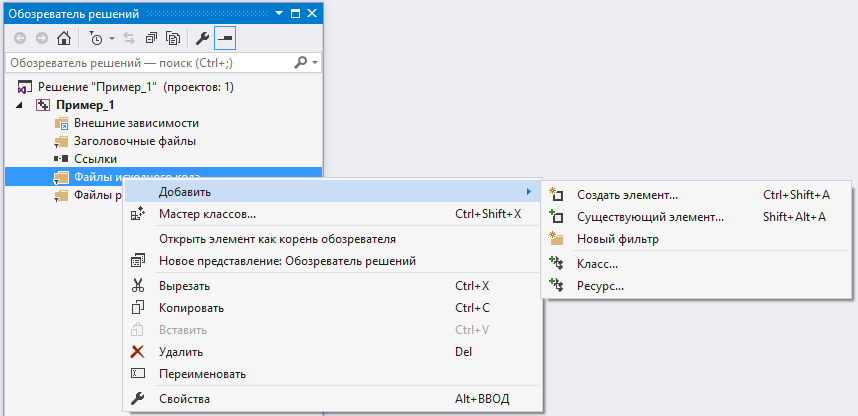 Обозреватель решений
Обозреватель решений — поиск (Ctrl+;)
Решение "Пример_1" (проектов: 1)
Пример_1
Внешние зависимости
Заголовочные файлы
Ссылки
Файлы исходного кода
Файлы р
Добавить
Мастер классов... Ctrl+Shift+X
Открыть элемент как корень обозревателя
Новое представление: Обозреватель решений
Вырезать Ctrl+X
Копировать Ctrl+C
Вставить Ctrl+V
Удалить Del
Переименовать
Свойства Alt+ВВОД
Создать элемент... Ctrl+Shift+A
Существующий элемент... Shift+Alt+A
Новый фильтр
Класс...
Ресурс...